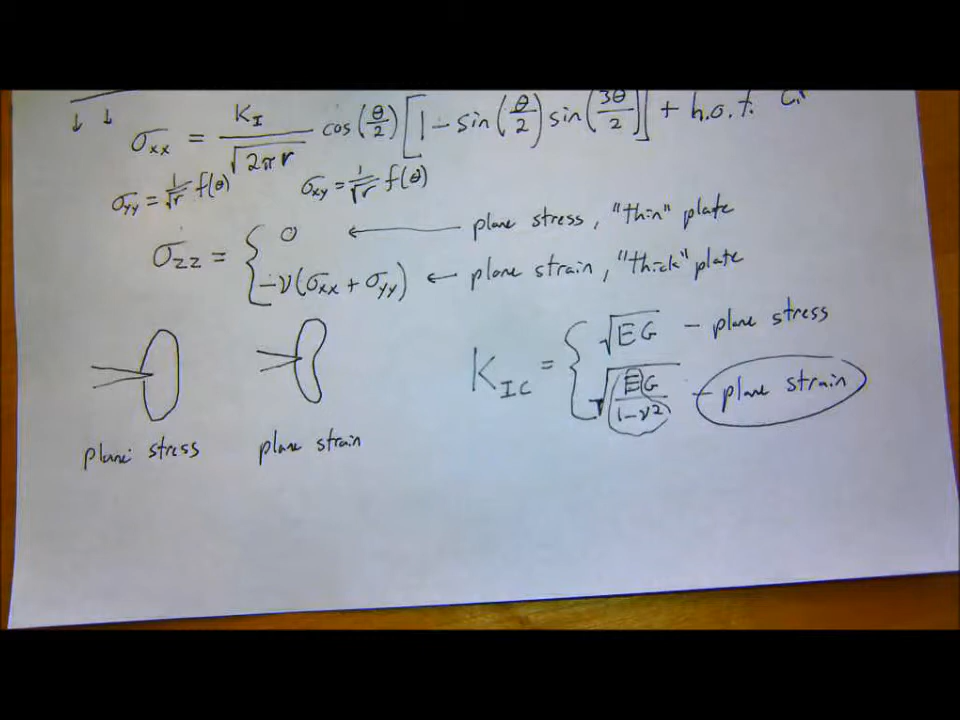 σxx = K_I / √(2πr) cos(θ/2) [1 − sin(θ/2) sin(3θ/2)] + h.o.t.
σyy = 1/√r f(θ) σxy = 1/√r f(θ)
σzz = { 0 ← plane stress, "thin" plate
−ν(σxx + σyy) ← plane strain, "thick" plate
K_IC = { √(EG) − plane stress
√(EG / (1−ν²)) − plane strain
plane stress plane strain